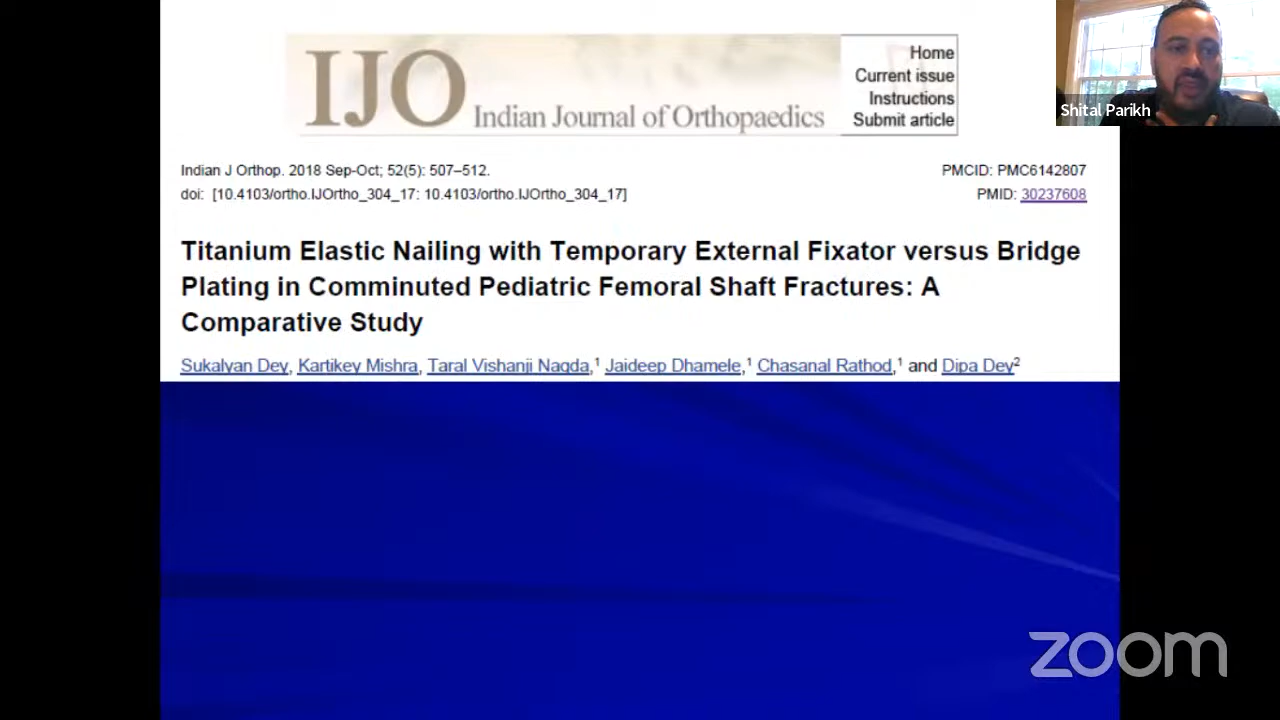 IJO Indian Journal of Orthopaedics
Home
Current issue
Instructions
Submit article
Shital Parikh
Indian J Orthop. 2018 Sep-Oct; 52(5): 507–512.
PMCID: PMC6142807
doi: [10.4103/ortho.IJOrtho_304_17: 10.4103/ortho.IJOrtho_304_17]
PMID: 30237608
Titanium Elastic Nailing with Temporary External Fixator versus Bridge
Plating in Comminuted Pediatric Femoral Shaft Fractures: A
Comparative Study
Sukalyan Dey, Kartikey Mishra, Taral Vishanji Nagda,¹ Jaideep Dhamele,¹ Chasanal Rathod,¹ and Dipa Dev²
zoom